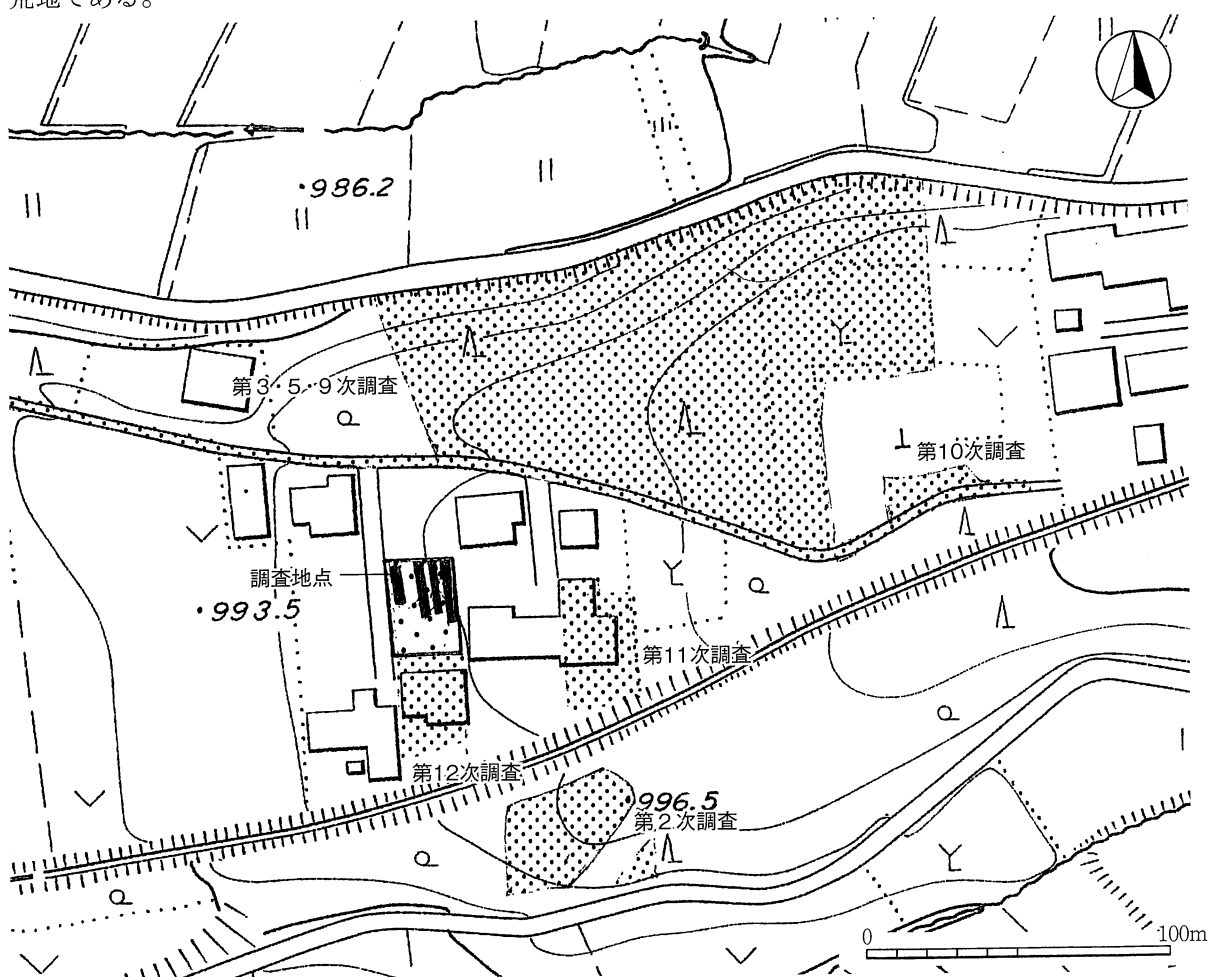 荒地である。
986.2
第3・5・9次調査
第10次調査
調査地点
993.5
第11次調査
第12次調査
996.5
第2次調査
0 100m